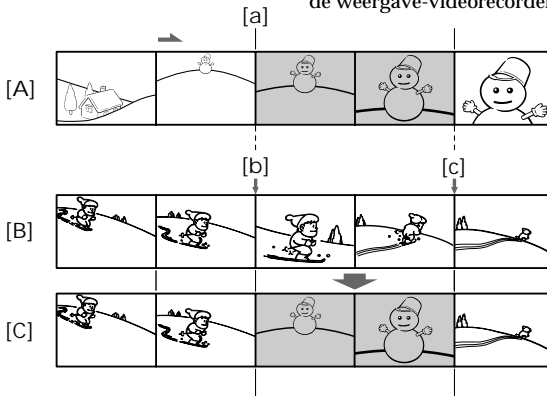 de weergave-videorecorder
[a]
[A]
[b] [c]
[B]
[C]